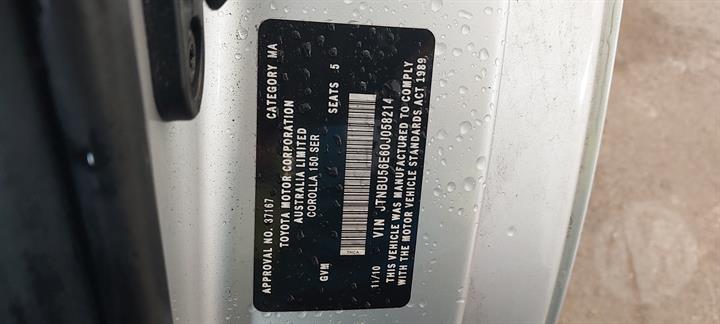 APPROVAL NO. 37167 CATEGORY MA
TOYOTA MOTOR CORPORATION
AUSTRALIA LIMITED
COROLLA 150 SER
GVM SEATS 5
THCA
11/10 VIN JTNBU56E60J058214
THIS VEHICLE WAS MANUFACTURED TO COMPLY
WITH THE MOTOR VEHICLE STANDARDS ACT 1989